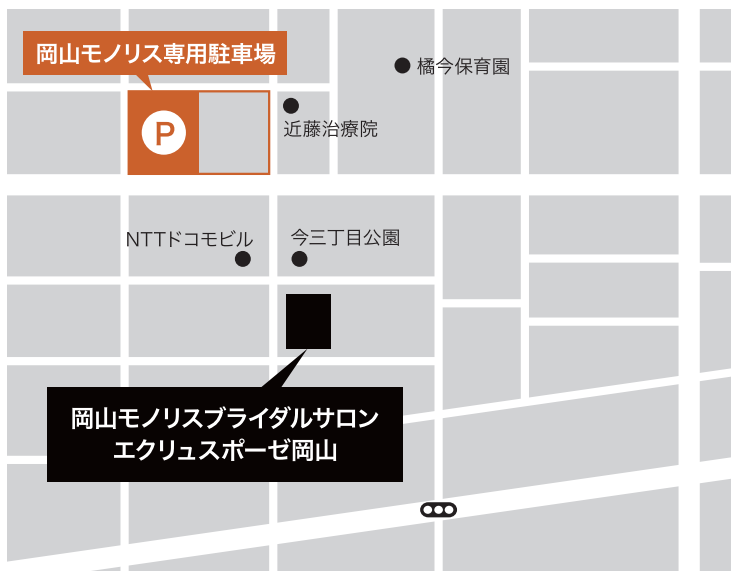 岡山モノリス専用駐車場
P
橘今保育園
近藤治療院
NTTドコモビル
今三丁目公園
岡山モノリスブライダルサロン
エクリュスポーゼ岡山